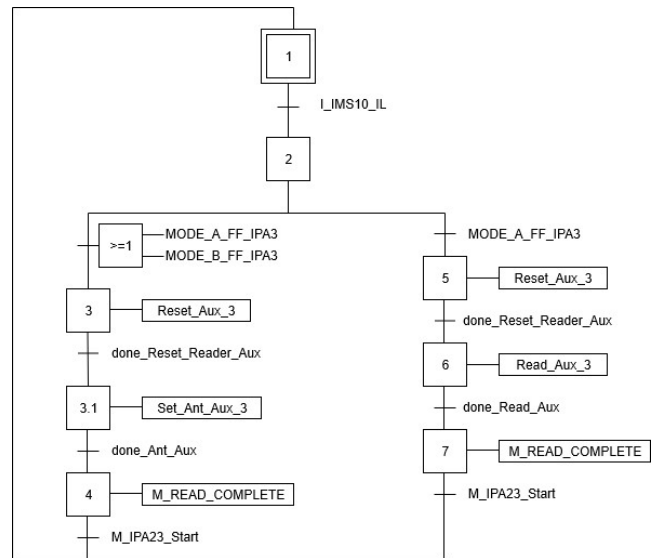 1
I_IMS10_IL
2
>=1
MODE_A_FF_IPA3
MODE_B_FF_IPA3
MODE_A_FF_IPA3
3
Reset_Aux_3
5
Reset_Aux_3
done_Reset_Reader_Aux
done_Reset_Reader_Aux
3.1
Set_Ant_Aux_3
6
Read_Aux_3
done_Ant_Aux
done_Read_Aux
4
M_READ_COMPLETE
7
M_READ_COMPLETE
M_IPA23_Start
M_IPA23_Start